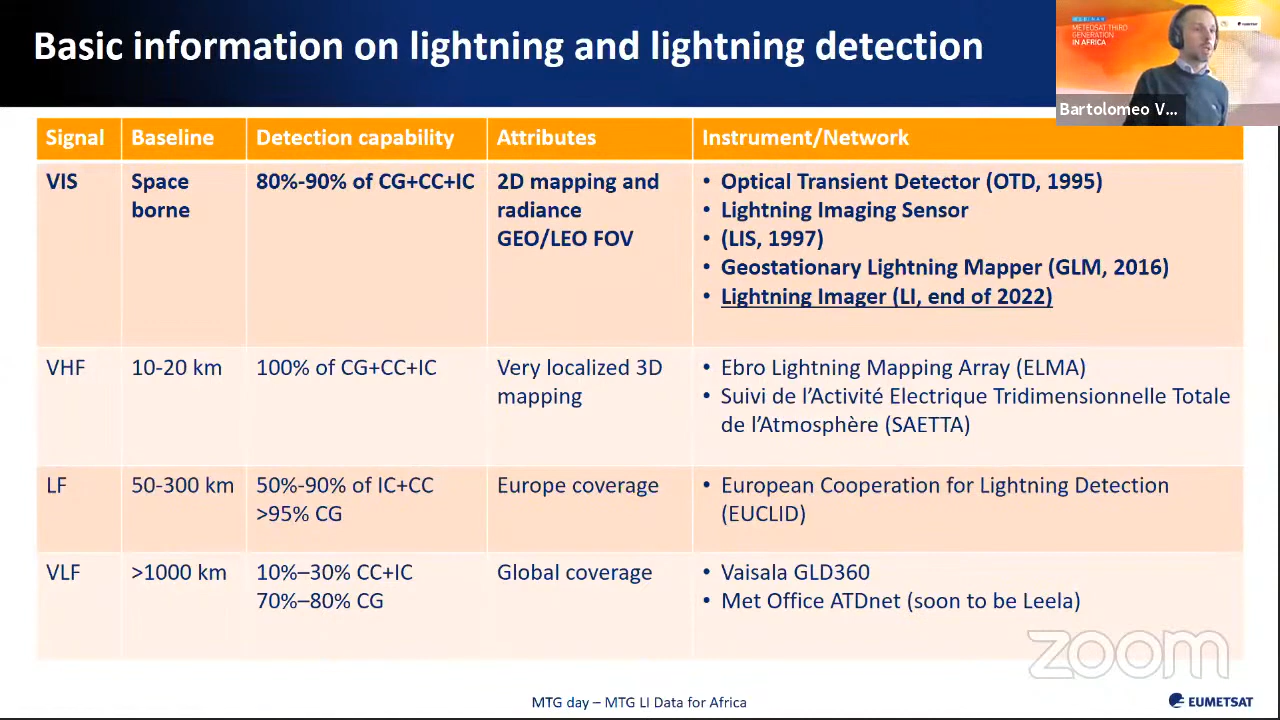 Basic information on lightning and lightning detection
WEBINAR
METEOSAT THIRD
GENERATION
IN AFRICA
EUMETSAT
Bartolomeo V...
Signal Baseline Detection capability Attributes Instrument/Network
VIS
Space
borne
80%-90% of CG+CC+IC
2D mapping and
radiance
GEO/LEO FOV
• Optical Transient Detector (OTD, 1995)
• Lightning Imaging Sensor
• (LIS, 1997)
• Geostationary Lightning Mapper (GLM, 2016)
• Lightning Imager (LI, end of 2022)
VHF
10-20 km
100% of CG+CC+IC
Very localized 3D
mapping
• Ebro Lightning Mapping Array (ELMA)
• Suivi de l’Activité Electrique Tridimensionnelle Totale
de l’Atmosphère (SAETTA)
LF
50-300 km
50%-90% of IC+CC
>95% CG
Europe coverage
• European Cooperation for Lightning Detection
(EUCLID)
VLF
>1000 km
10%–30% CC+IC
70%–80% CG
Global coverage
• Vaisala GLD360
• Met Office ATDnet (soon to be Leela)
zoom
MTG day – MTG LI Data for Africa
EUMETSAT